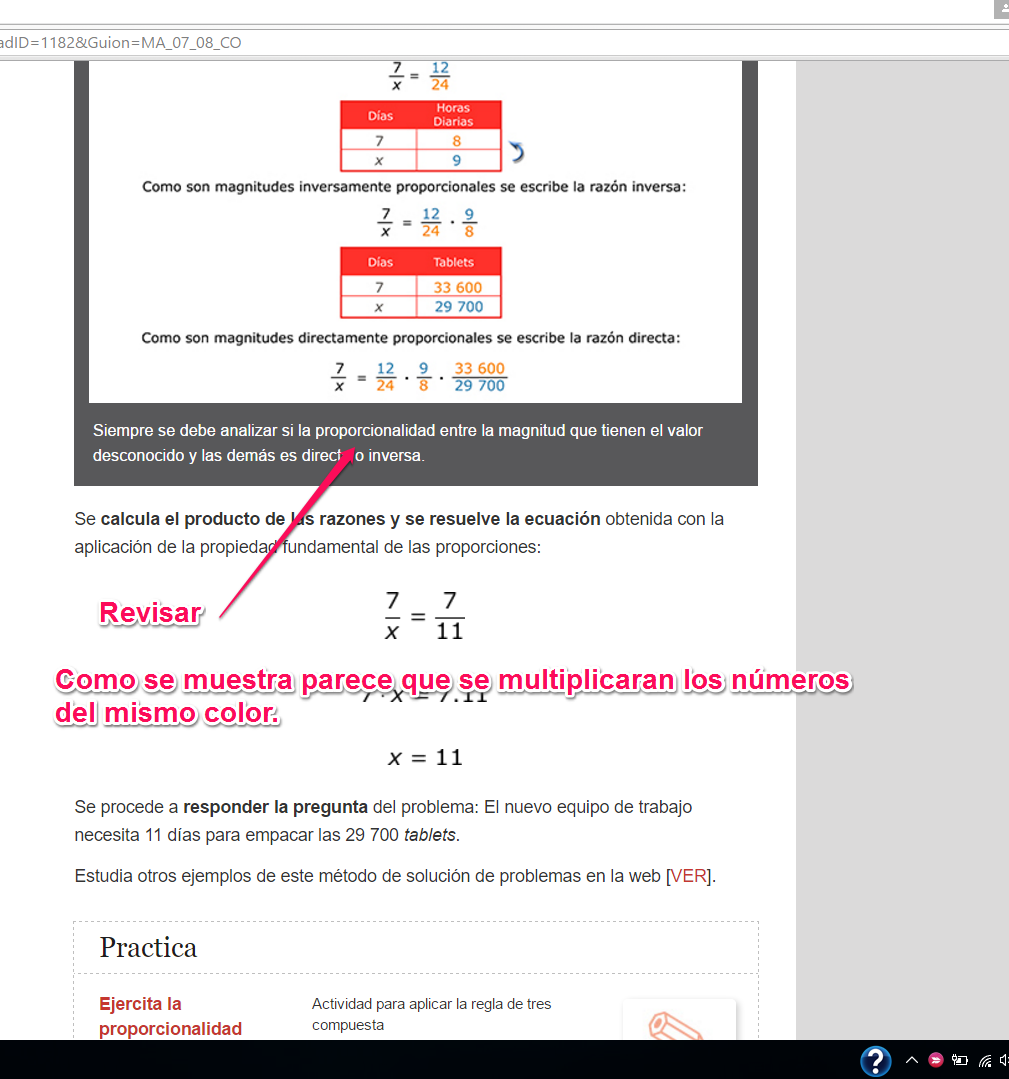 adID=1182&Guion=MA_07_08_CO
7/x = 12/24
Días Horas Diarias
7 8
x 9
Como son magnitudes inversamente proporcionales se escribe la razón inversa:
7/x = 12/24 · 9/8
Días Tablets
7 33 600
x 29 700
Como son magnitudes directamente proporcionales se escribe la razón directa:
7/x = 12/24 · 9/8 · 33 600/29 700
Siempre se debe analizar si la proporcionalidad entre la magnitud que tienen el valor
desconocido y las demás es direct o inversa.
Se calcula el producto de las razones y se resuelve la ecuación obtenida con la
aplicación de la propiedad fundamental de las proporciones:
7/x = 7/11
Revisar
Como se muestra parece que se multiplicaran los números
del mismo color.
7 · x = 7.11
x = 11
Se procede a responder la pregunta del problema: El nuevo equipo de trabajo
necesita 11 días para empacar las 29 700 tablets.
Estudia otros ejemplos de este método de solución de problemas en la web [VER].
Practica
Ejercita la
proporcionalidad
Actividad para aplicar la regla de tres
compuesta